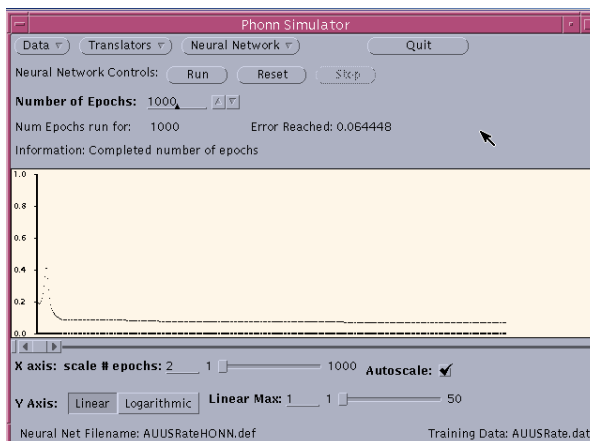 Phonn Simulator
Data Translators Neural Network Quit
Neural Network Controls: Run Reset Stop
Number of Epochs: 1000
Num Epochs run for: 1000 Error Reached: 0.064448
Information: Completed number of epochs
1.0
0.8
0.6
0.4
0.2
0.0
X axis: scale # epochs: 2 1 1000 Autoscale:
Y Axis: Linear Logarithmic Linear Max: 1 1 50
Neural Net Filename: AUUSRateHONN.def Training Data: AUUSRate.dat